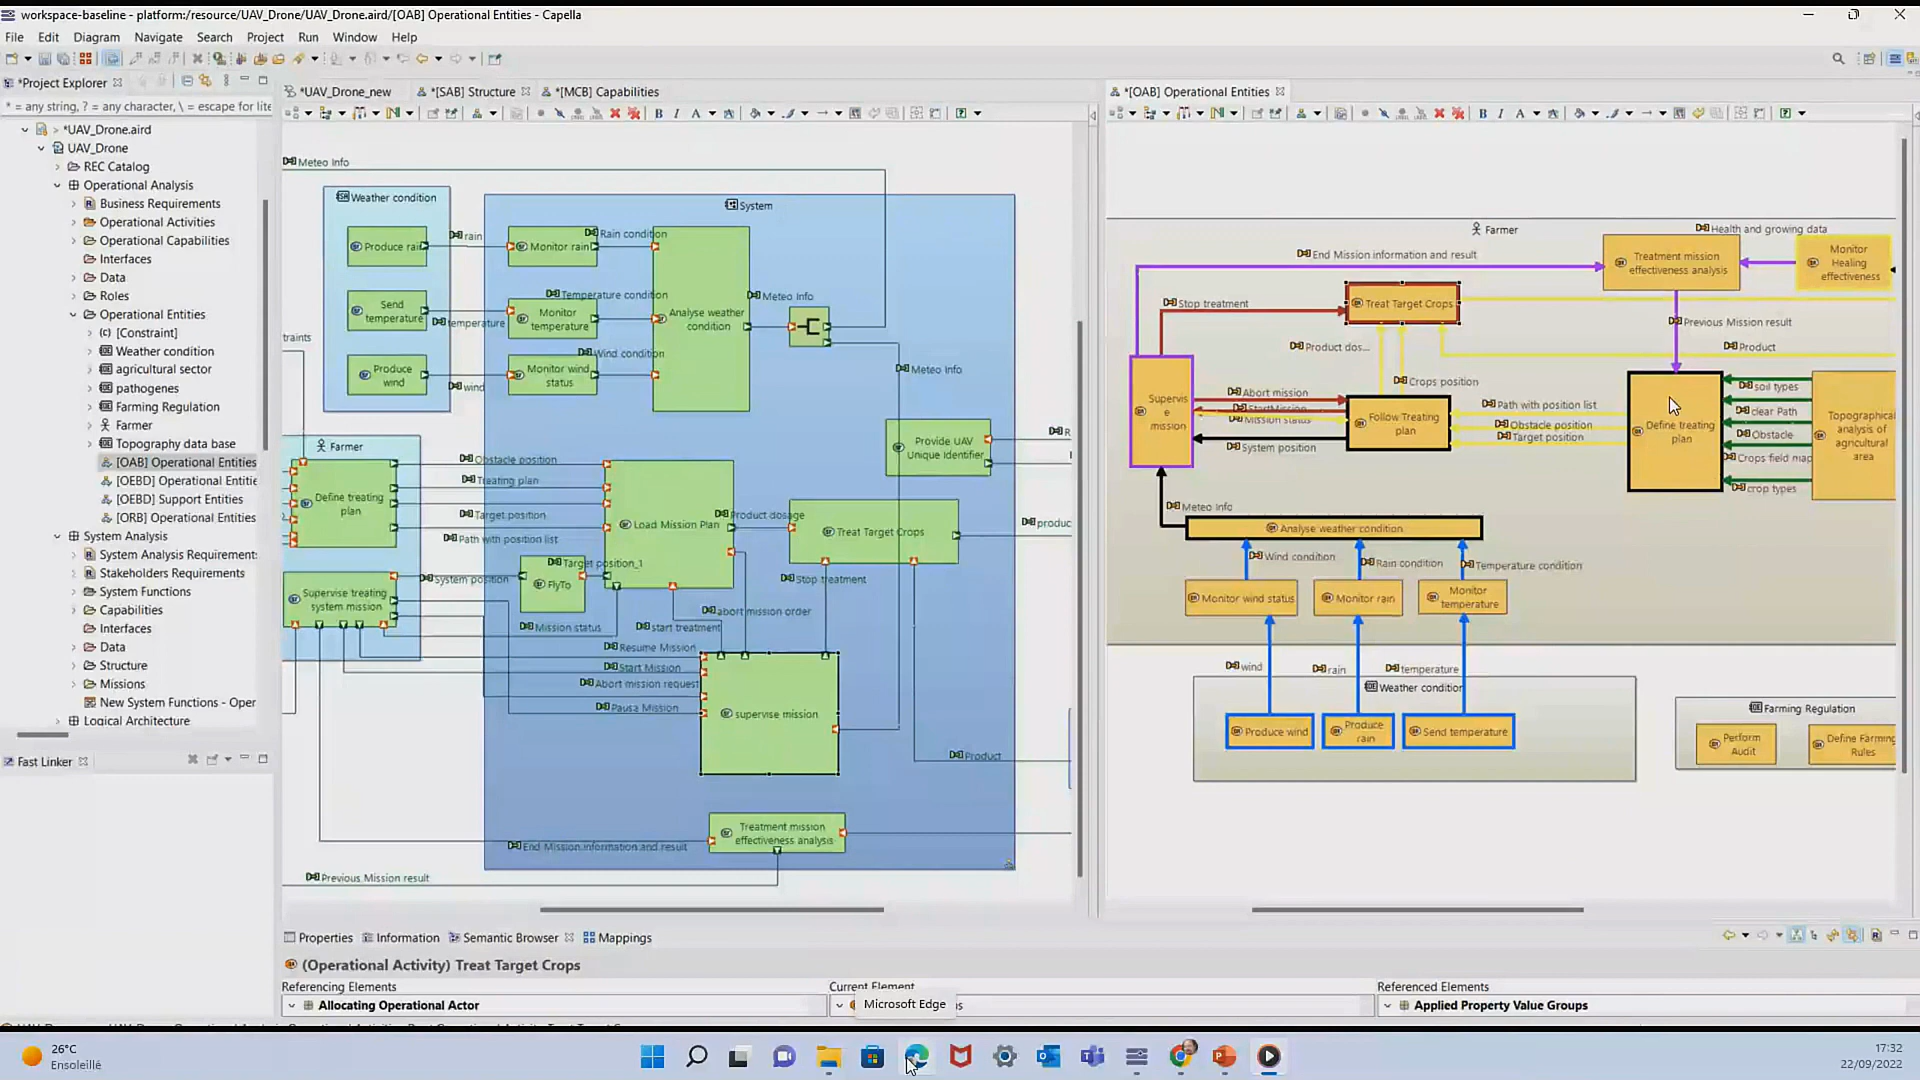 workspace-baseline - platform:/resource/UAV_Drone/UAV_Drone.aird/[OAB] Operational Entities - Capella
File Edit Diagram Navigate Search Project Run Window Help
*Project Explorer
* = any string, ? = any character, \ = escape for lite
> *UAV_Drone.aird
UAV_Drone
REC Catalog
Operational Analysis
Business Requirements
Operational Activities
Operational Capabilities
Interfaces
Data
Roles
Operational Entities
(c) [Constraint]
Weather condition
agricultural sector
pathogenes
Farming Regulation
Farmer
Topography data base
[OAB] Operational Entities
[OEBD] Operational Entitie
[OEBD] Support Entities
[ORB] Operational Entities
System Analysis
System Analysis Requirement:
Stakeholders Requirements
System Functions
Capabilities
Interfaces
Data
Structure
Missions
New System Functions - Oper
Logical Architecture
Fast Linker
*UAV_Drone_new
*[SAB] Structure
*[MCB] Capabilities
Meteo Info
Weather condition
System
Produce rain
rain
Monitor rain
Rain condition
Send temperature
temperature
Temperature condition
Monitor temperature
Analyse weather condition
Meteo Info
Produce wind
wind
Wind condition
Monitor wind status
Meteo Info
traints
Farmer
Define treating plan
Obstacle position
Treating plan
Target position
Path with position list
Load Mission Plan
Product dosage
Provide UAV Unique Identifier
R
Treat Target Crops
produc
Supervise treating system mission
System position
FlyTo
Target position_1
Stop treatment
Mission status
start treatment
abort mission order
Resume Mission
Start Mission
Abort mission request
Pausa Mission
supervise mission
Product
Treatment mission effectiveness analysis
End Mission information and result
Previous Mission result
*[OAB] Operational Entities
Farmer
Health and growing data
End Mission information and result
Treatment mission effectiveness analysis
Monitor Healing effectiveness
Stop treatment
Treat Target Crops
Previous Mission result
Product dos...
Product
Crops position
Supervis e mission
Abort mission
StartMission
Mission status
System position
Follow Treating plan
Path with position list
Obstacle position
Target position
Define treating plan
soil types
clear Path
Obstacle
Crops field map
crop types
Topographical analysis of agricultural area
Meteo Info
Analyse weather condition
Wind condition
Rain condition
Temperature condition
Monitor wind status
Monitor rain
Monitor temperature
wind
rain
temperature
Weather condition
Produce wind
Produce rain
Send temperature
Farming Regulation
Perform Audit
Define Farming Rules
Properties
Information
Semantic Browser
Mappings
(Operational Activity) Treat Target Crops
Referencing Elements
Current Element
Referenced Elements
Allocating Operational Actor
Microsoft Edge
Applied Property Value Groups
26°C
Ensoleillé
17:32
22/09/2022